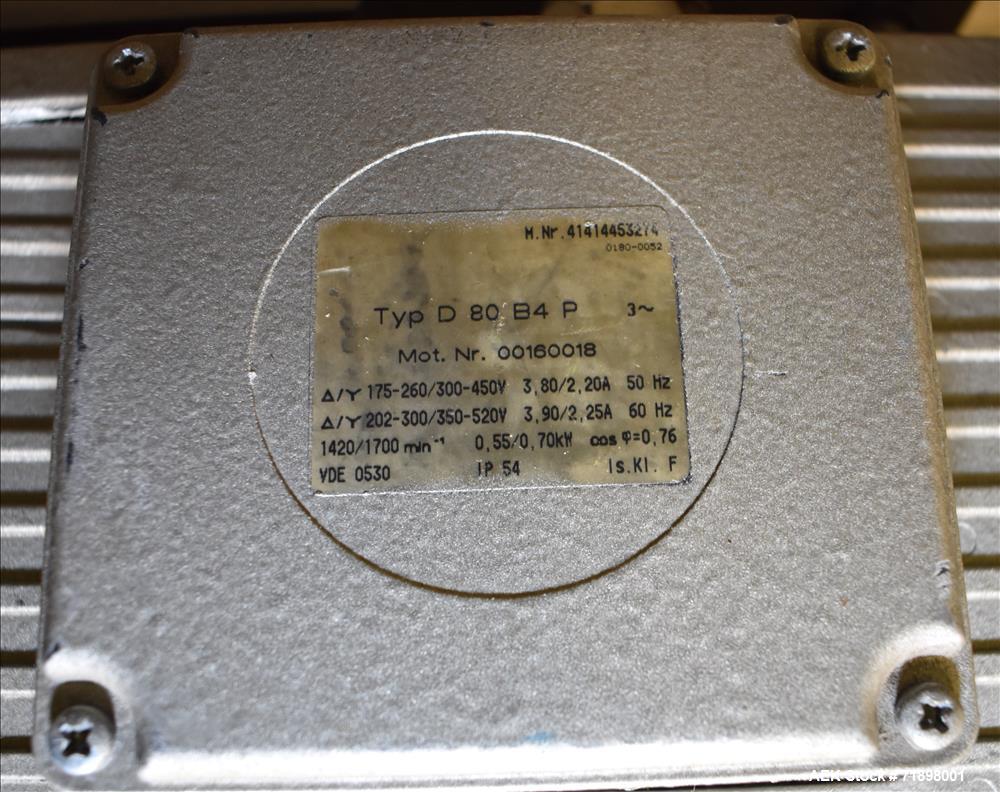 M.Nr.41414453274
0180-0052
Typ D 80 B4 P 3~
Mot. Nr. 00160018
Δ/Y 175-260/300-450V 3,80/2,20A 50 Hz
Δ/Y 202-300/350-520V 3,90/2,25A 60 Hz
1420/1700 min⁻¹ 0,55/0,70kW cos φ=0,76
VDE 0530 IP 54 Is.Kl. F
AEK Stock # 71898001